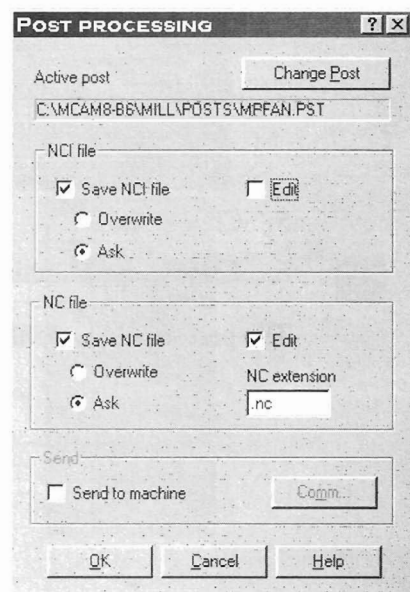 POST PROCESSING ? X
Active post
Change Post
C:\MCAM8-B6\MILL\POSTS\MPFAN.PST
NCI file
Save NCI file
Edit
Overwrite
Ask
NC file
Save NC file
Edit
Overwrite
NC extension
Ask
.nc
Send
Send to machine
Comm...
OK
Cancel
Help